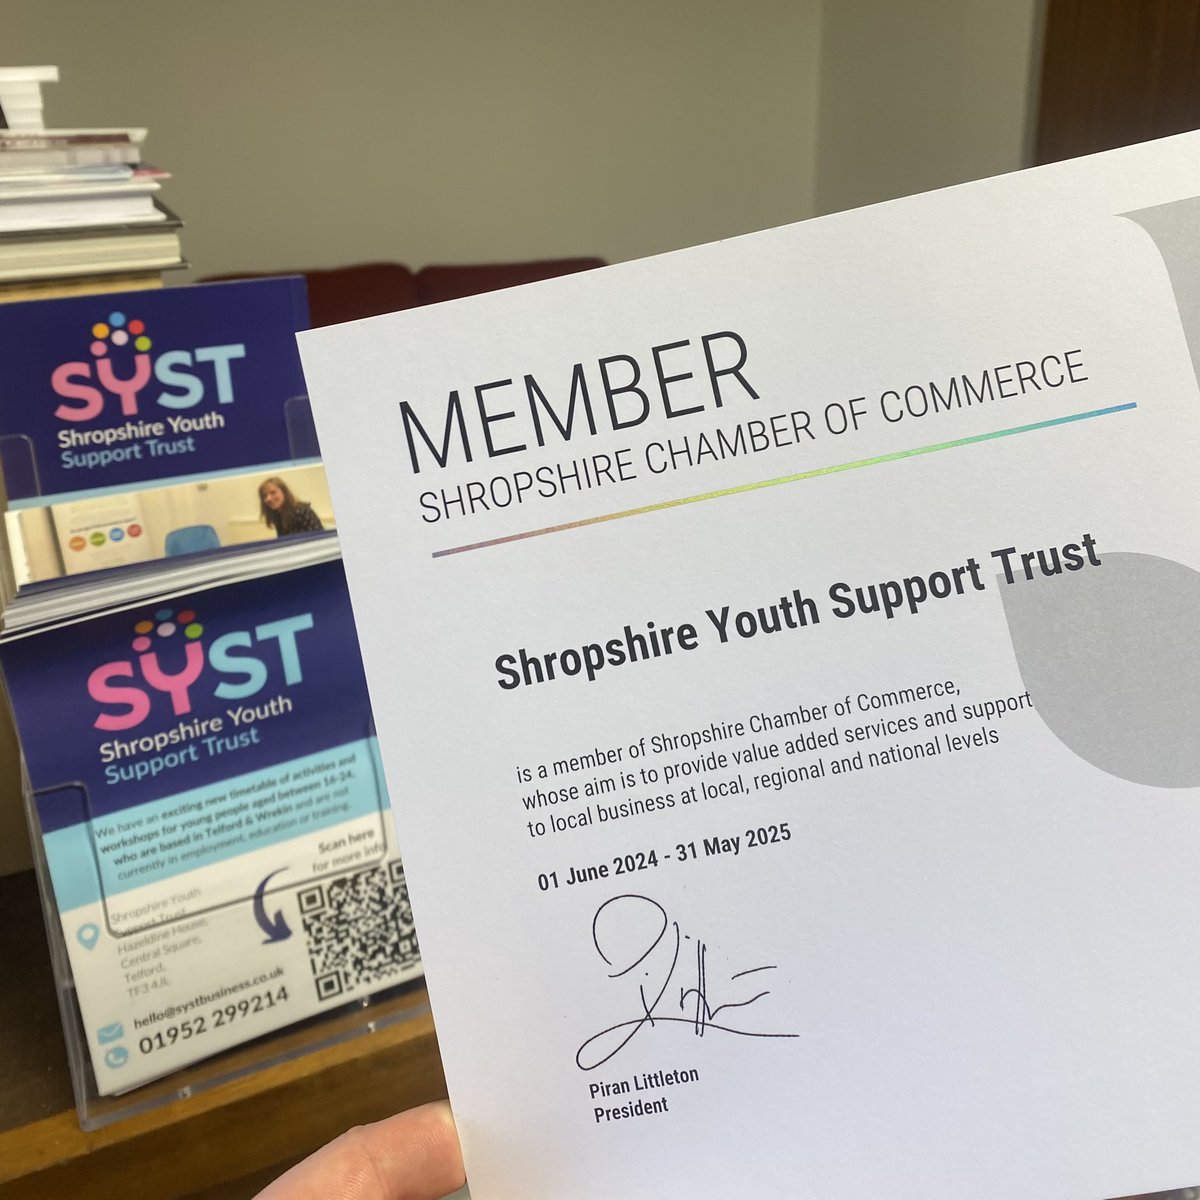 SYST
Shropshire Youth
Support Trust
SYST
Shropshire Youth
Support Trust
We have an exciting new timetable of activities and
workshops for young people aged between 16-24,
who are based in Telford & Wrekin and are not
currently in employment, education or training.
Scan here
for more info
Shropshire Youth
Support Trust
Hazeldine House,
Central Square,
Telford,
TF3 4JL
hello@systbusiness.co.uk
01952 299214
MEMBER
SHROPSHIRE CHAMBER OF COMMERCE
Shropshire Youth Support Trust
is a member of Shropshire Chamber of Commerce,
whose aim is to provide value added services and support
to local business at local, regional and national levels
01 June 2024 - 31 May 2025
Piran Littleton
President